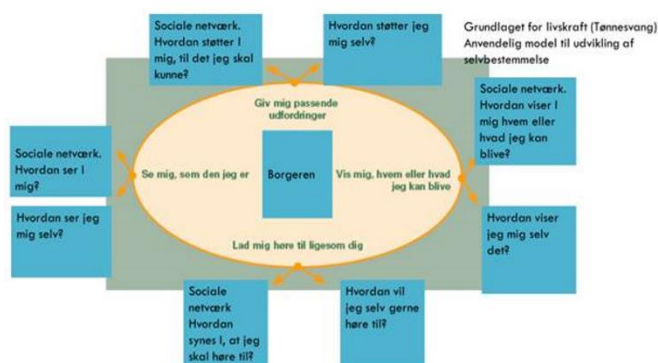 Sociale netværk.
Hvordan støtter I
mig, til det jeg skal
kunne?
Hvordan støtter jeg
mig selv?
Grundlaget for livskraft (Tønnesvang)
Anvendelig model til udvikling af
selvbestemmelse
Giv mig passende
udfordringer
Sociale netværk.
Hvordan viser I
mig hvem eller
hvad jeg kan
blive?
Sociale netværk.
Hvordan ser I
mig?
Se mig, som den jeg er
Borgeren
Vis mig, hvem eller hvad
jeg kan blive
Hvordan ser jeg
mig selv?
Hvordan viser
jeg mig selv
det?
Lad mig høre til ligesom dig
Sociale
netværk
Hvordan
synes I, at jeg
skal høre til?
Hvordan vil
jeg selv gerne
høre til?